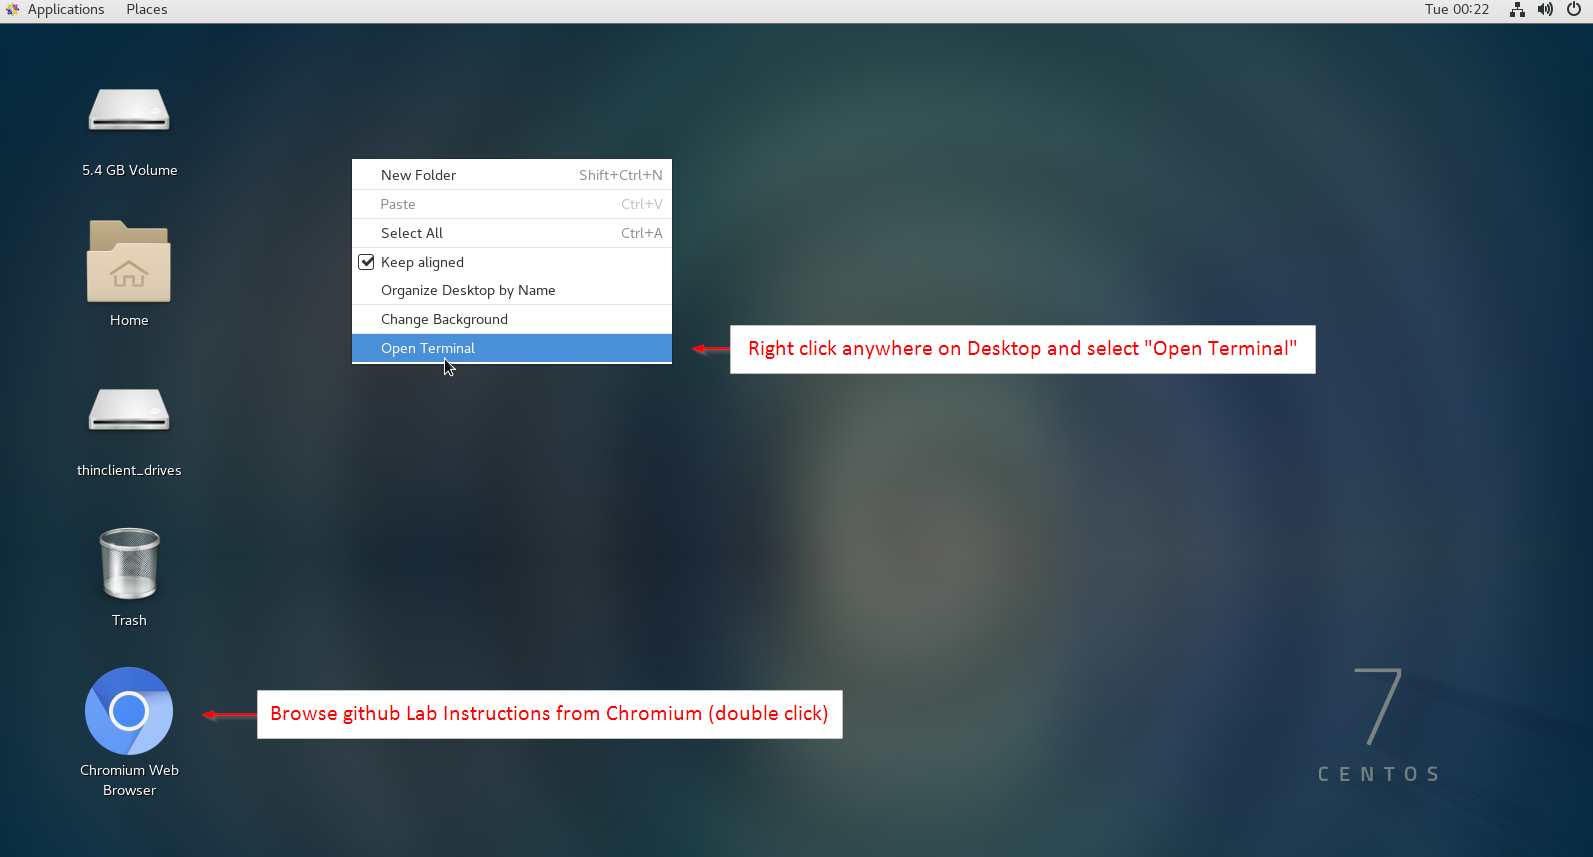 Applications Places Tue 00:22
5.4 GB Volume
New Folder Shift+Ctrl+N
Paste Ctrl+V
Select All Ctrl+A
Keep aligned
Organize Desktop by Name
Change Background
Open Terminal
Right click anywhere on Desktop and select "Open Terminal"
Home
thinclient_drives
Trash
Browse github Lab Instructions from Chromium (double click)
Chromium Web
Browser
7
CENTOS